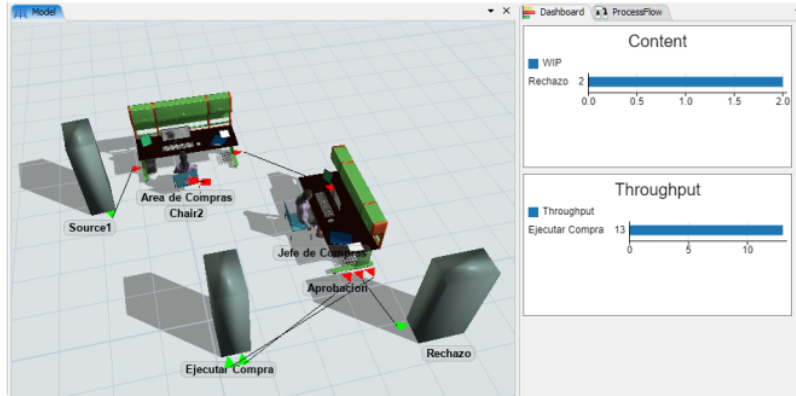 Model
Dashboard
ProcessFlow
Content
WIP
Rechazo 2
0.0 0.5 1.0 1.5 2.0
Throughput
Throughput
Ejecutar Compra 13
0 5 10
Area de Compras
Chair2
Source1
Jefe de Compras
Aprobacion
Rechazo
Ejecutar Compra